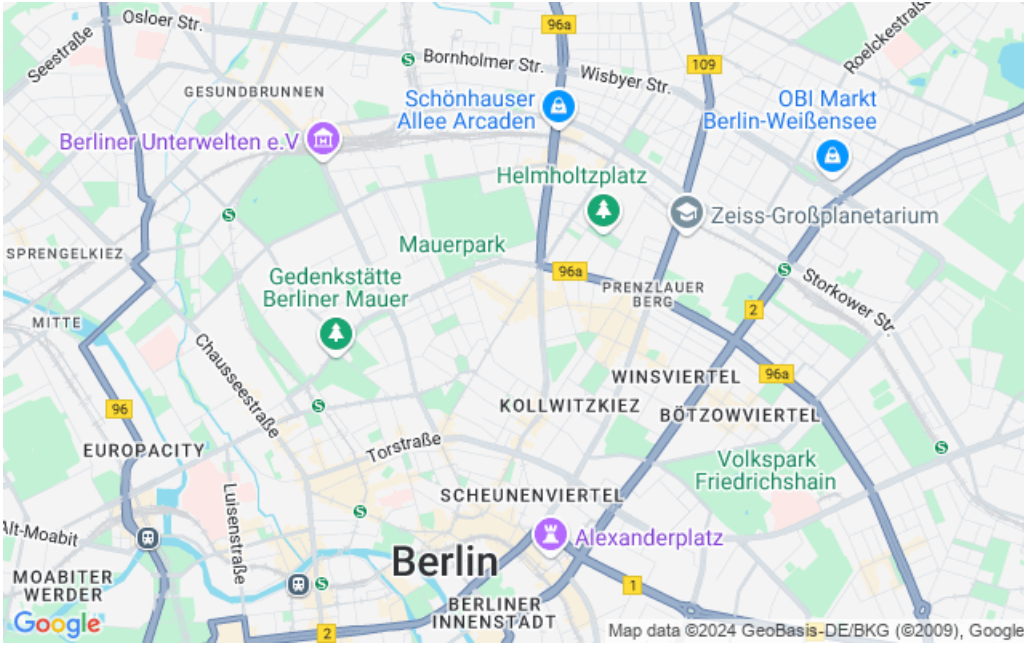 Osloer Str.
96a
Seestraße
Bornholmer Str.
Wisbyer Str.
109
Roelckestraße
GESUNDBRUNNEN
Schönhauser
Allee Arcaden
OBI Markt
Berlin-Weißensee
Berliner Unterwelten e.V
Helmholtzplatz
Zeiss-Großplanetarium
Mauerpark
SPRENGELKIEZ
Gedenkstätte
Berliner Mauer
96a
PRENZLAUER
BERG
Storkower Str.
2
MITTE
Chausseestraße
WINSVIERTEL
96a
96
KOLLWITZKIEZ
BÖTZOWVIERTEL
EUROPACITY
Torstraße
Volkspark
Friedrichshain
Luisenstraße
SCHEUNENVIERTEL
Alt-Moabit
Alexanderplatz
Berlin
MOABITER
WERDER
1
BERLINER
INNENSTADT
Google
2
Map data ©2024 GeoBasis-DE/BKG (©2009), Google